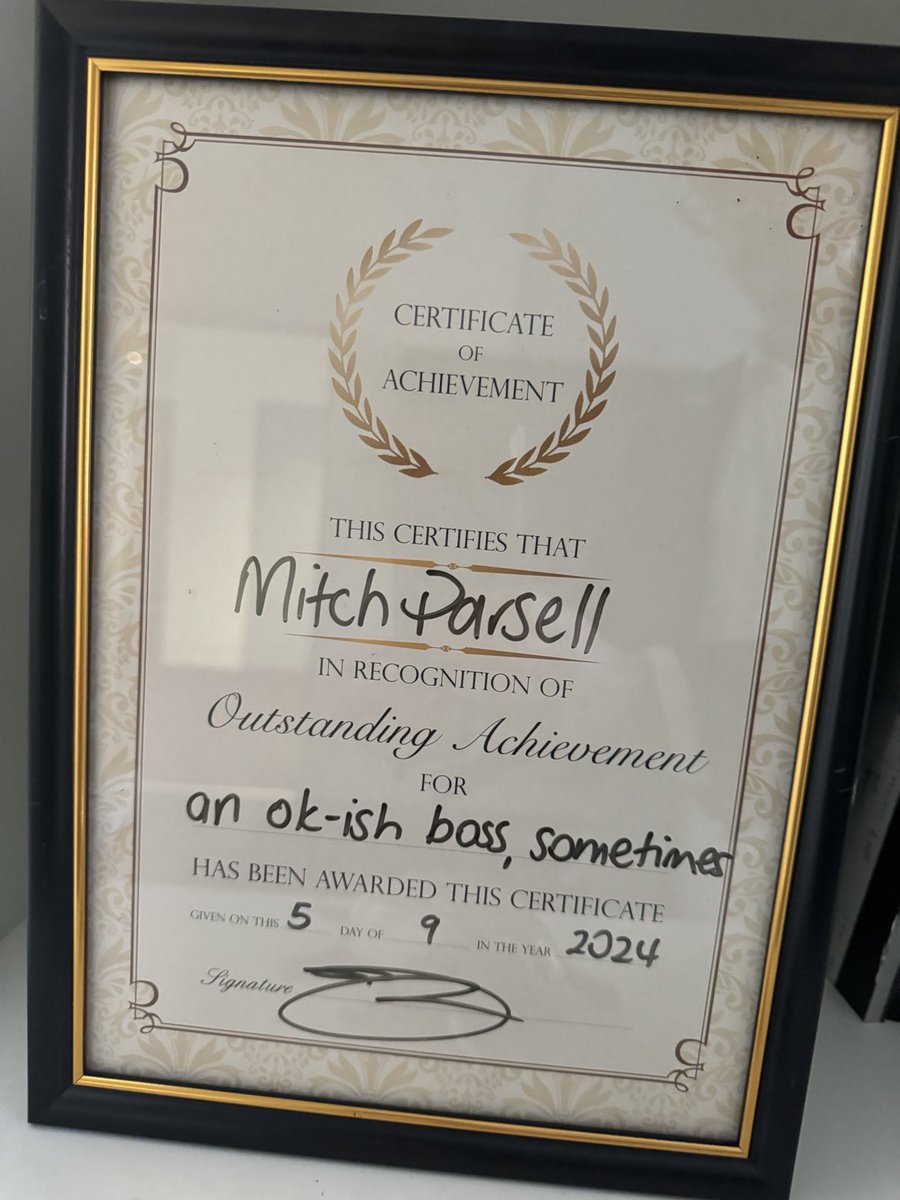 CERTIFICATE
OF
ACHIEVEMENT
THIS CERTIFIES THAT
Mitch Parsell
IN RECOGNITION OF
Outstanding Achievement
FOR
an ok-ish boss, sometimes
HAS BEEN AWARDED THIS CERTIFICATE
GIVEN ON THIS 5 DAY OF 9 IN THE YEAR 2024
Signature